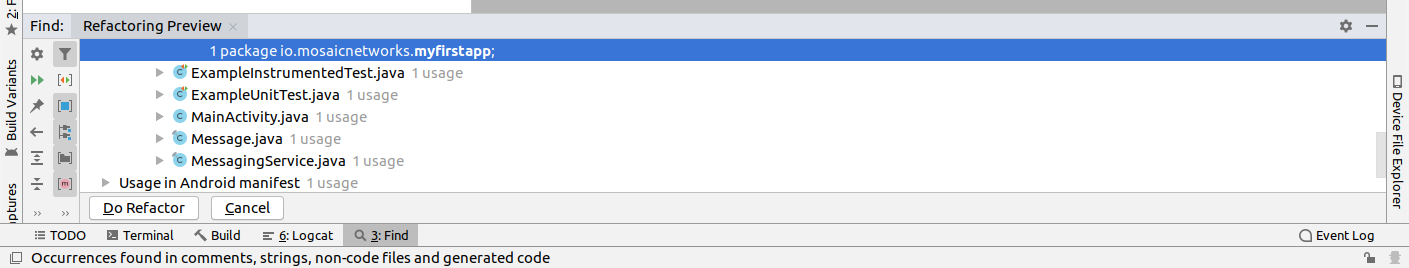 2: F
Find: Refactoring Preview
1 package io.mosaicnetworks.myfirstapp;
ExampleInstrumentedTest.java 1 usage
ExampleUnitTest.java 1 usage
MainActivity.java 1 usage
Message.java 1 usage
MessagingService.java 1 usage
Usage in Android manifest 1 usage
Do Refactor Cancel
Build Variants
ptures
Device File Explorer
TODO Terminal Build 6: Logcat 3: Find Event Log
Occurrences found in comments, strings, non-code files and generated code